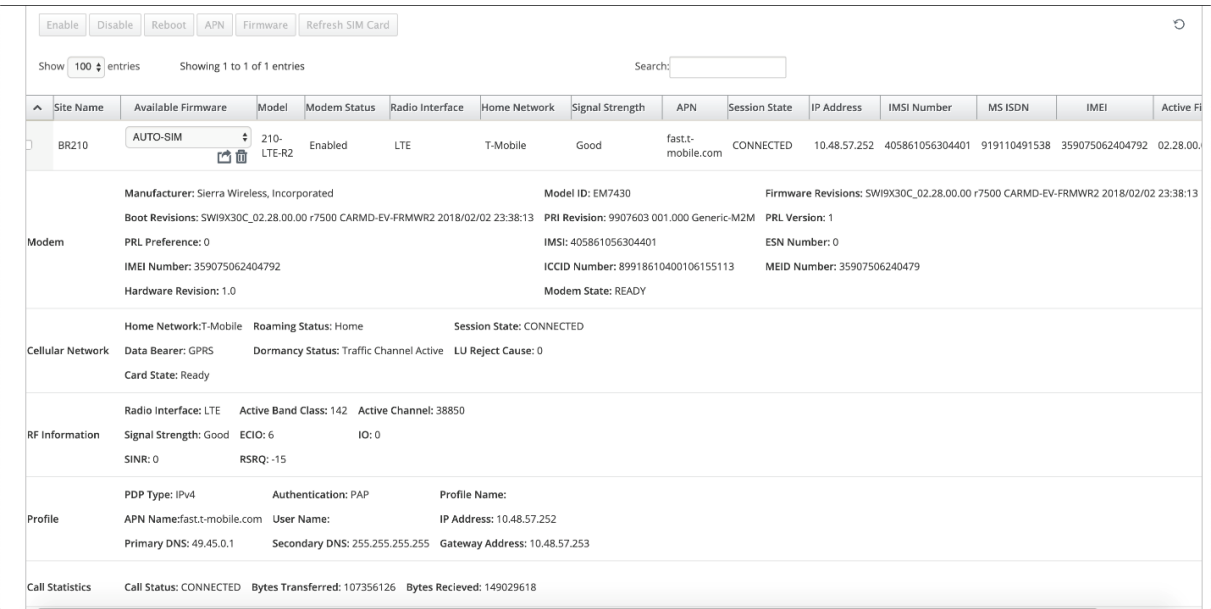 Enable Disable Reboot APN Firmware Refresh SIM Card
Show 100 entries Showing 1 to 1 of 1 entries Search:
Site Name Available Firmware Model Modem Status Radio Interface Home Network Signal Strength APN Session State IP Address IMSI Number MS ISDN IMEI Active Fi
BR210 AUTO-SIM 210-LTE-R2 Enabled LTE T-Mobile Good fast.t-mobile.com CONNECTED 10.48.57.252 405861056304401 919110491538 359075062404792 02.28.00.
Manufacturer: Sierra Wireless, Incorporated Model ID: EM7430 Firmware Revisions: SWI9X30C_02.28.00.00 r7500 CARMD-EV-FRMWR2 2018/02/02 23:38:13
Boot Revisions: SWI9X30C_02.28.00.00 r7500 CARMD-EV-FRMWR2 2018/02/02 23:38:13 PRI Revision: 9907603 001.000 Generic-M2M PRL Version: 1
Modem PRL Preference: 0 IMSI: 405861056304401 ESN Number: 0
IMEI Number: 359075062404792 ICCID Number: 89918610400106155113 MEID Number: 35907506240479
Hardware Revision: 1.0 Modem State: READY
Home Network:T-Mobile Roaming Status: Home Session State: CONNECTED
Cellular Network Data Bearer: GPRS Dormancy Status: Traffic Channel Active LU Reject Cause: 0
Card State: Ready
Radio Interface: LTE Active Band Class: 142 Active Channel: 38850
RF Information Signal Strength: Good ECIO: 6 IO: 0
SINR: 0 RSRQ: -15
PDP Type: IPv4 Authentication: PAP Profile Name:
Profile APN Name:fast.t-mobile.com User Name: IP Address: 10.48.57.252
Primary DNS: 49.45.0.1 Secondary DNS: 255.255.255.255 Gateway Address: 10.48.57.253
Call Statistics Call Status: CONNECTED Bytes Transferred: 107356126 Bytes Recieved: 149029618